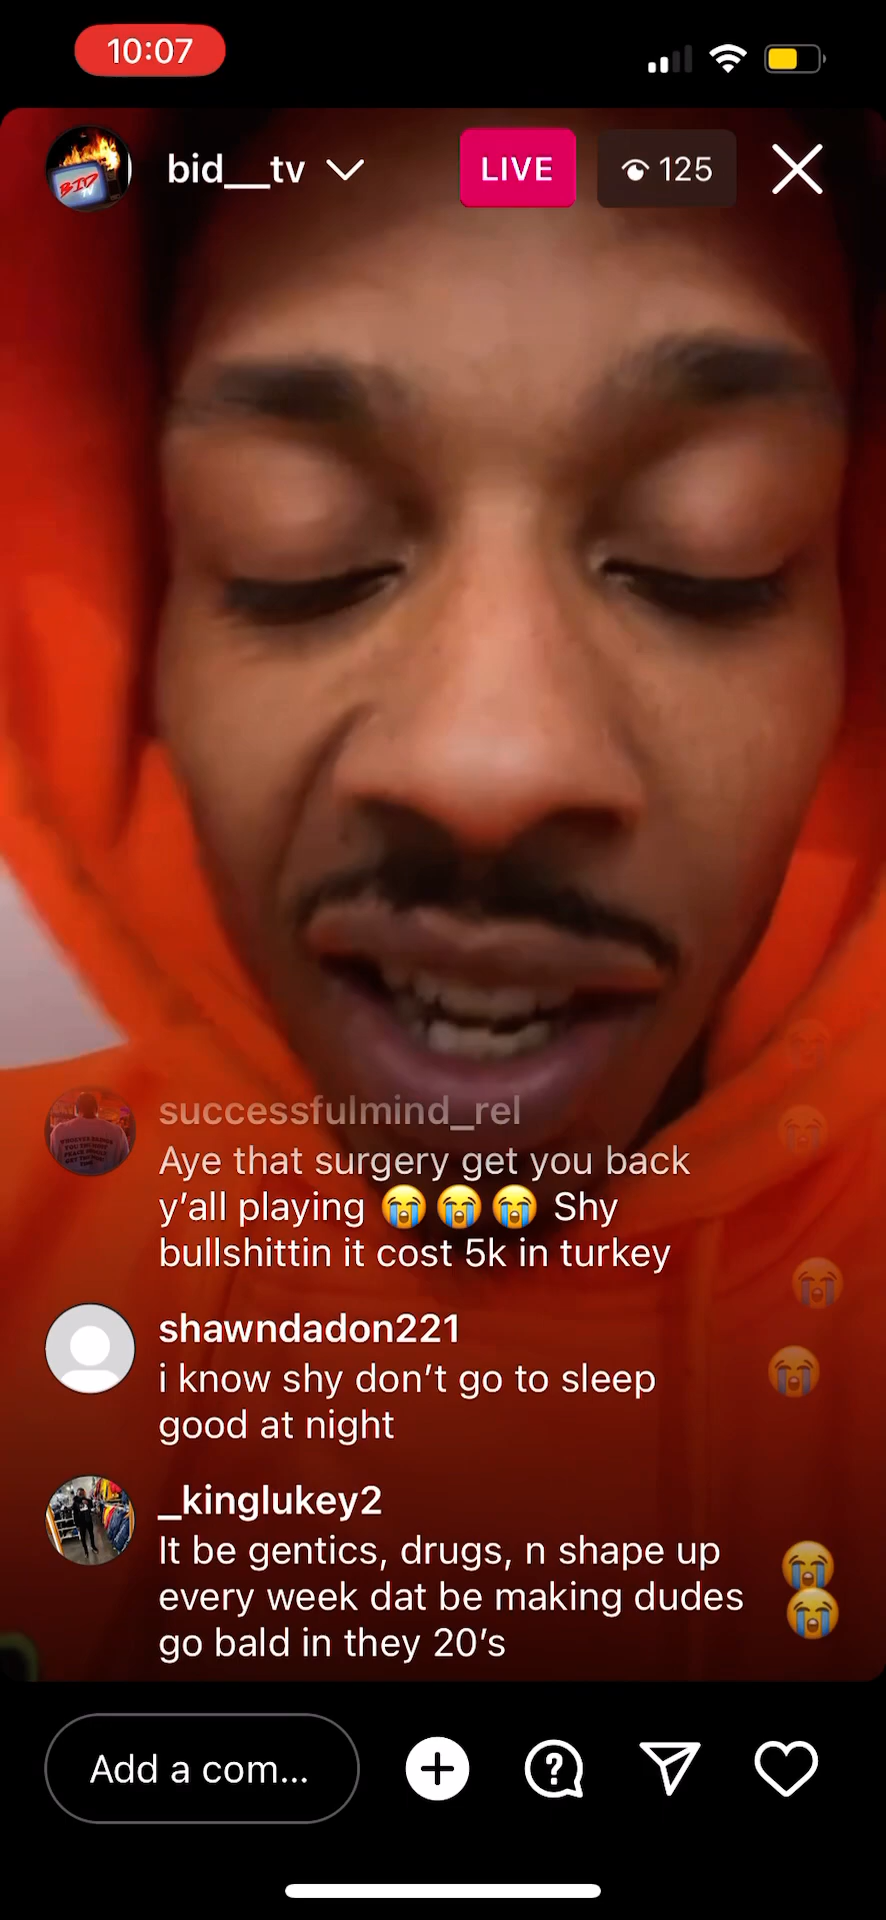 10:07
BID
bid__tv
LIVE
125
successfulmind_rel
Aye that surgery get you back
y’all playing 😭😭😭 Shy
bullshittin it cost 5k in turkey
shawndadon221
i know shy don’t go to sleep
good at night
_kinglukey2
It be gentics, drugs, n shape up
every week dat be making dudes
go bald in they 20’s
Add a com...